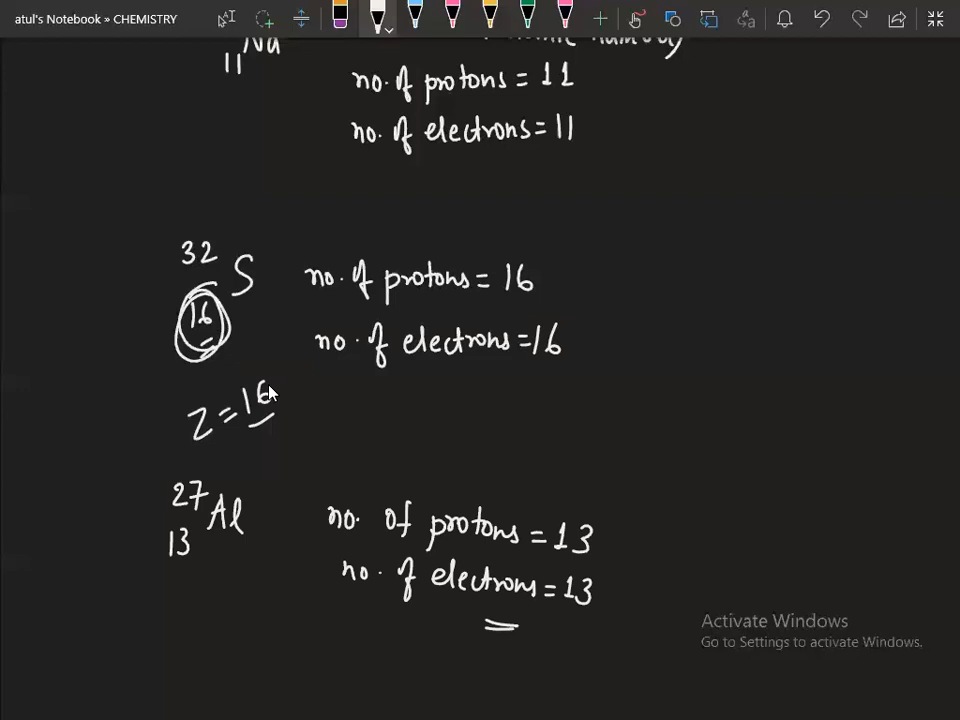 atul's Notebook » CHEMISTRY
11 Na
no. of protons = 11
no. of electrons = 11
32
S no. of protons = 16
16
no. of electrons = 16
Z = 16
27
Al no. of protons = 13
13
no. of electrons = 13
Activate Windows
Go to Settings to activate Windows.